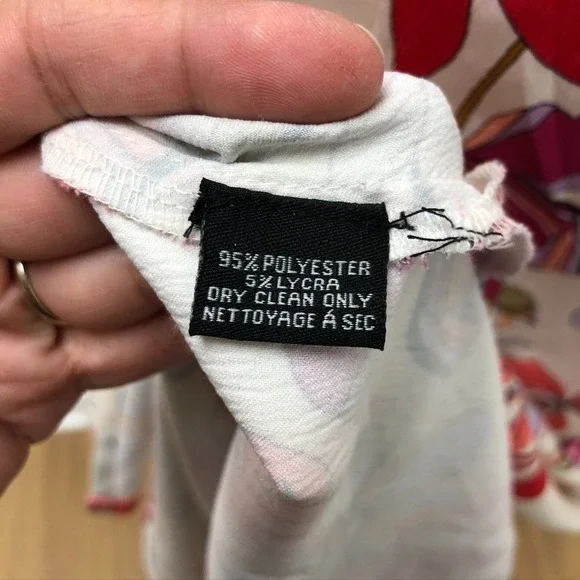 95% POLYESTER
5% LYCRA
DRY CLEAN ONLY
NETTOYAGE Á SEC